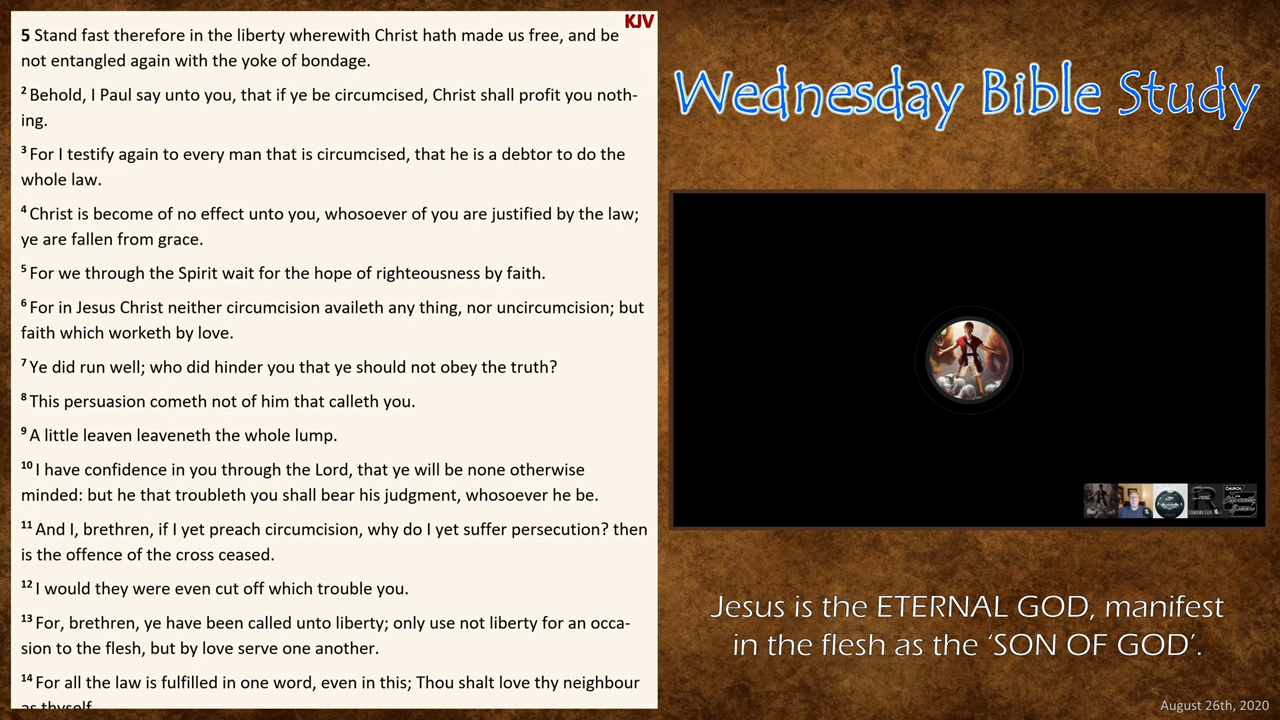 KJV
5 Stand fast therefore in the liberty wherewith Christ hath made us free, and be
not entangled again with the yoke of bondage.
2 Behold, I Paul say unto you, that if ye be circumcised, Christ shall profit you noth-
ing.
3 For I testify again to every man that is circumcised, that he is a debtor to do the
whole law.
4 Christ is become of no effect unto you, whosoever of you are justified by the law;
ye are fallen from grace.
5 For we through the Spirit wait for the hope of righteousness by faith.
6 For in Jesus Christ neither circumcision availeth any thing, nor uncircumcision; but
faith which worketh by love.
7 Ye did run well; who did hinder you that ye should not obey the truth?
8 This persuasion cometh not of him that calleth you.
9 A little leaven leaveneth the whole lump.
10 I have confidence in you through the Lord, that ye will be none otherwise
minded: but he that troubleth you shall bear his judgment, whosoever he be.
11 And I, brethren, if I yet preach circumcision, why do I yet suffer persecution? then
is the offence of the cross ceased.
12 I would they were even cut off which trouble you.
13 For, brethren, ye have been called unto liberty; only use not liberty for an occa-
sion to the flesh, but by love serve one another.
14 For all the law is fulfilled in one word, even in this; Thou shalt love thy neighbour
as thyself
Wednesday Bible Study
Jesus is the ETERNAL GOD, manifest
in the flesh as the ‘SON OF GOD’.
August 26th, 2020